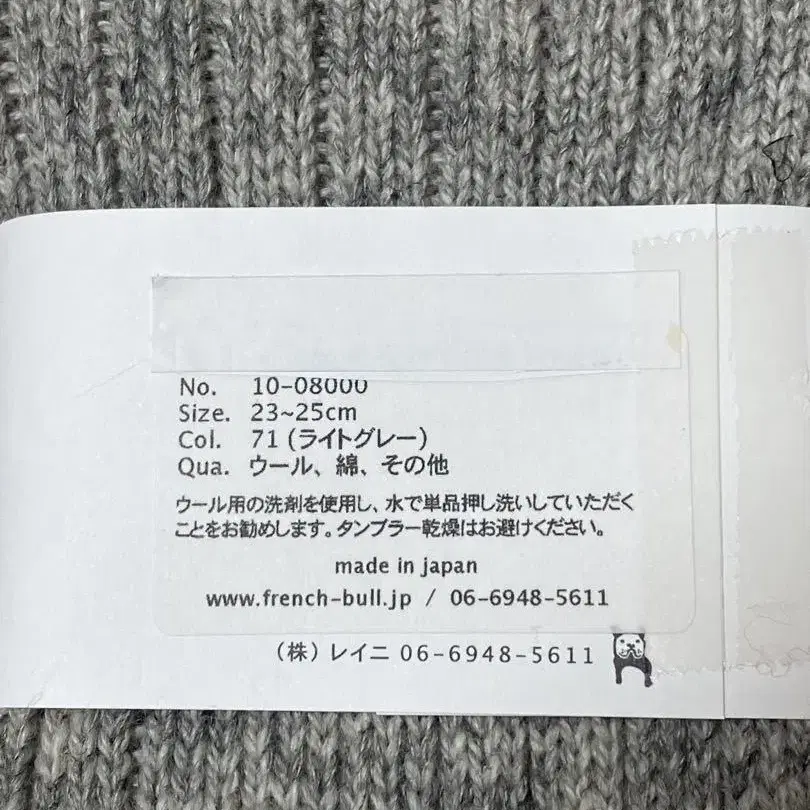 No. 10-08000
Size. 23~25cm
Col. 71 (ライトグレー)
Qua. ウール、綿、その他
ウール用の洗剤を使用し、水で単品押し洗いしていただく
ことをお勧めします。タンブラー乾燥はお避けください。
made in japan
www.french-bull.jp / 06-6948-5611
(株) レイニ 06-6948-5611